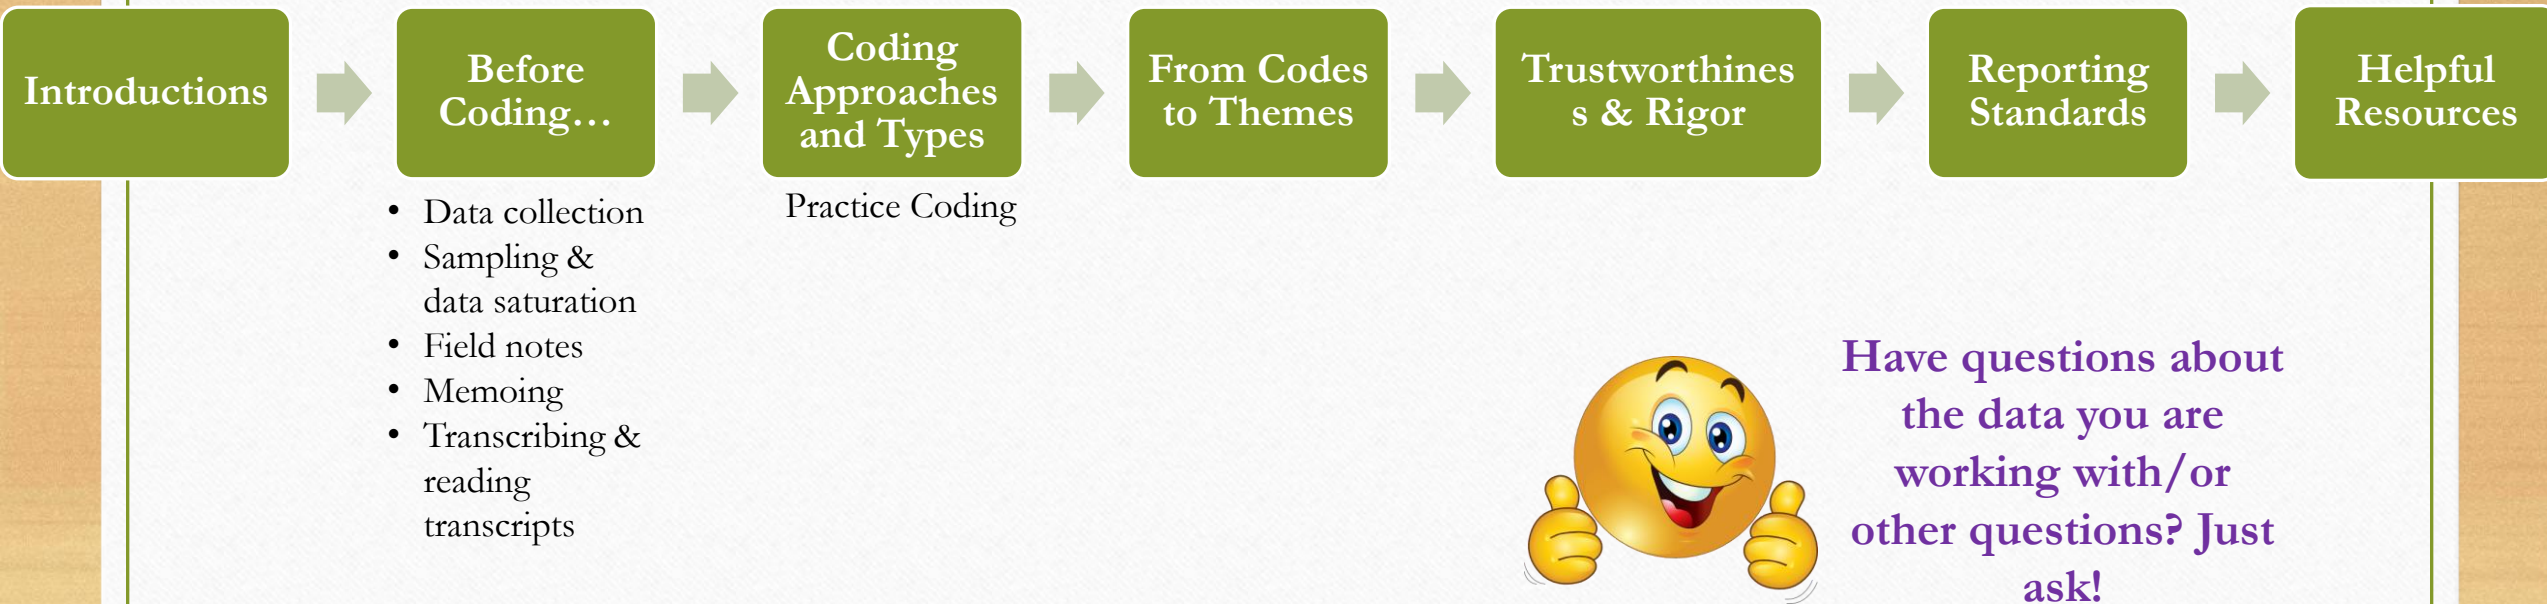 Introductions
Before
Coding…
Coding
Approaches
and Types
From Codes
to Themes
Trustworthines
s & Rigor
Reporting
Standards
Helpful
Resources
• Data collection
• Sampling &
data saturation
• Field notes
• Memoing
• Transcribing &
reading
transcripts
Practice Coding
Have questions about
the data you are
working with/or
other questions? Just
ask!